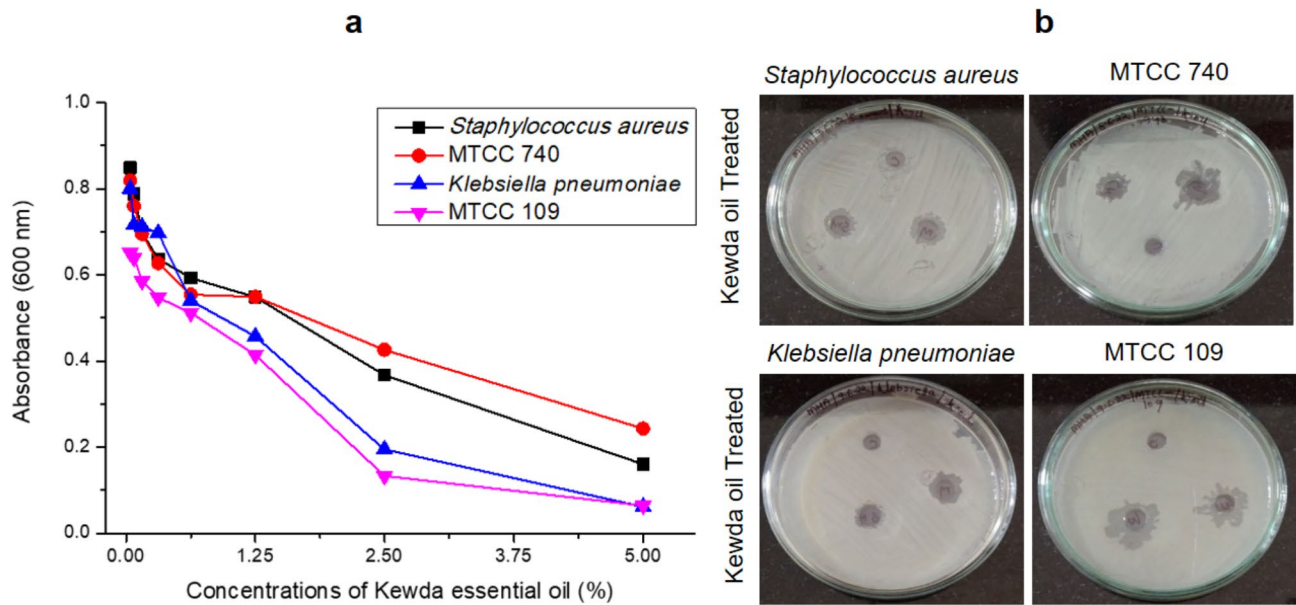 a
b
Staphylococcus aureus
MTCC 740
Klebsiella pneumoniae
MTCC 109
1.0
0.8
0.6
0.4
0.2
0.0
Absorbance (600 nm)
0.00 1.25 2.50 3.75 5.00
Concentrations of Kewda essential oil (%)
Staphylococcus aureus MTCC 740
Kewda oil Treated
Klebsiella pneumoniae MTCC 109
Kewda oil Treated